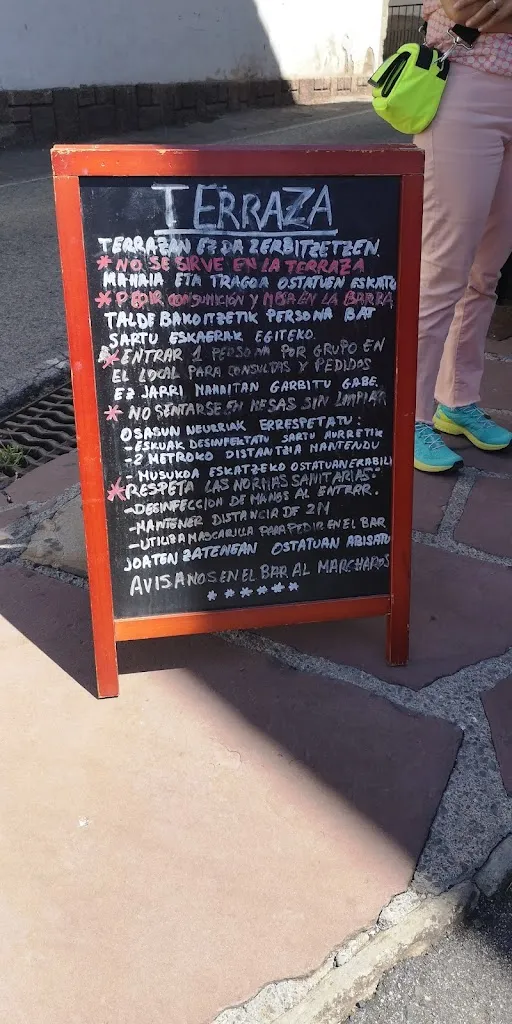 TERRAZA
TERRAZAN EZ DA ZERBITZETZEN.
* NO SE SIRVE EN LA TERRAZA
MAHAIA ETA TRAGOA OSTATUEN ESKATU
* PEDIR CONSUMICIÓN Y MESA EN LA BARRA
TALDE BAKOITZETIK PERSONA BAT
SARTU ESKAERAK EGITEKO.
* ENTRAR 1 PERSONA POR GRUPO EN
EL LOCAL PARA CONSULTAS Y PEDIDOS
EZ JARRI MAHAITAN GARBITU GABE.
* NO SENTARSE EN MESAS SIN LIMPIAR
OSASUN NEURRIAK ERRESPETATU:
- ESKUAK DESINFEKTATU SARTU AURRETIK
- 2 METROKO DISTANTZIA MANTENDU
- MUSUKOA ESKATZEKO OSTATUAN ERABILI
* RESPETA LAS NORMAS SANITARIAS:
- DESINFECCION DE MANOS AL ENTRAR.
- MANTENER DISTANCIA DE 2M
- UTILIZA MASCARILLA PARA PEDIR EN EL BAR
JOATEN ZATENEAN OSTATUAN ABISATU
AVISANOS EN EL BAR AL MARCHAROS
******